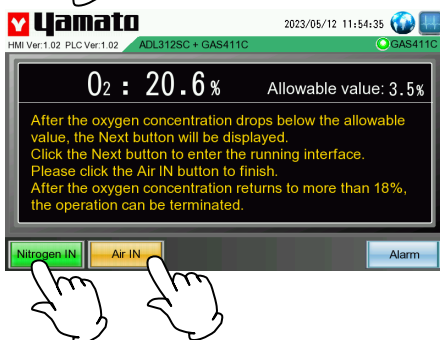 Yamato
2023/05/12 11:54:35
HMI Ver:1.02 PLC Ver:1.02 ADL312SC + GAS411C
GAS411C
O2 : 20.6% Allowable value: 3.5%
After the oxygen concentration drops below the allowable
value, the Next button will be displayed.
Click the Next button to enter the running interface.
Please click the Air IN button to finish.
After the oxygen concentration returns to more than 18%,
the operation can be terminated.
Nitrogen IN Air IN Alarm